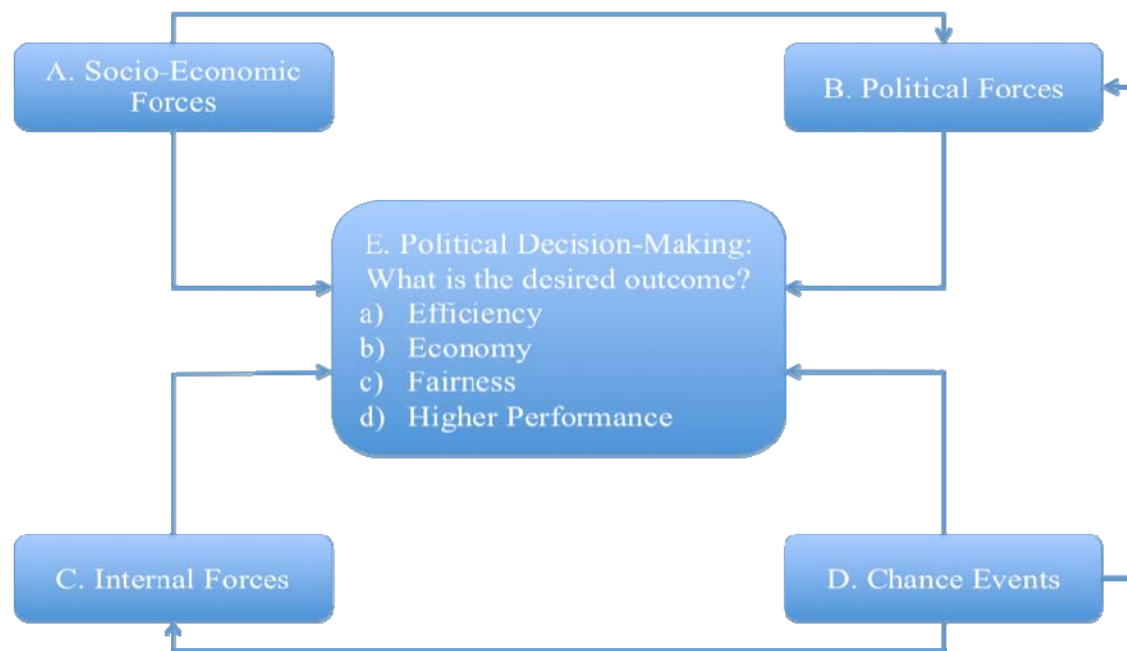 A. Socio-Economic
Forces
B. Political Forces
E. Political Decision-Making:
What is the desired outcome?
a) Efficiency
b) Economy
c) Fairness
d) Higher Performance
C. Internal Forces
D. Chance Events